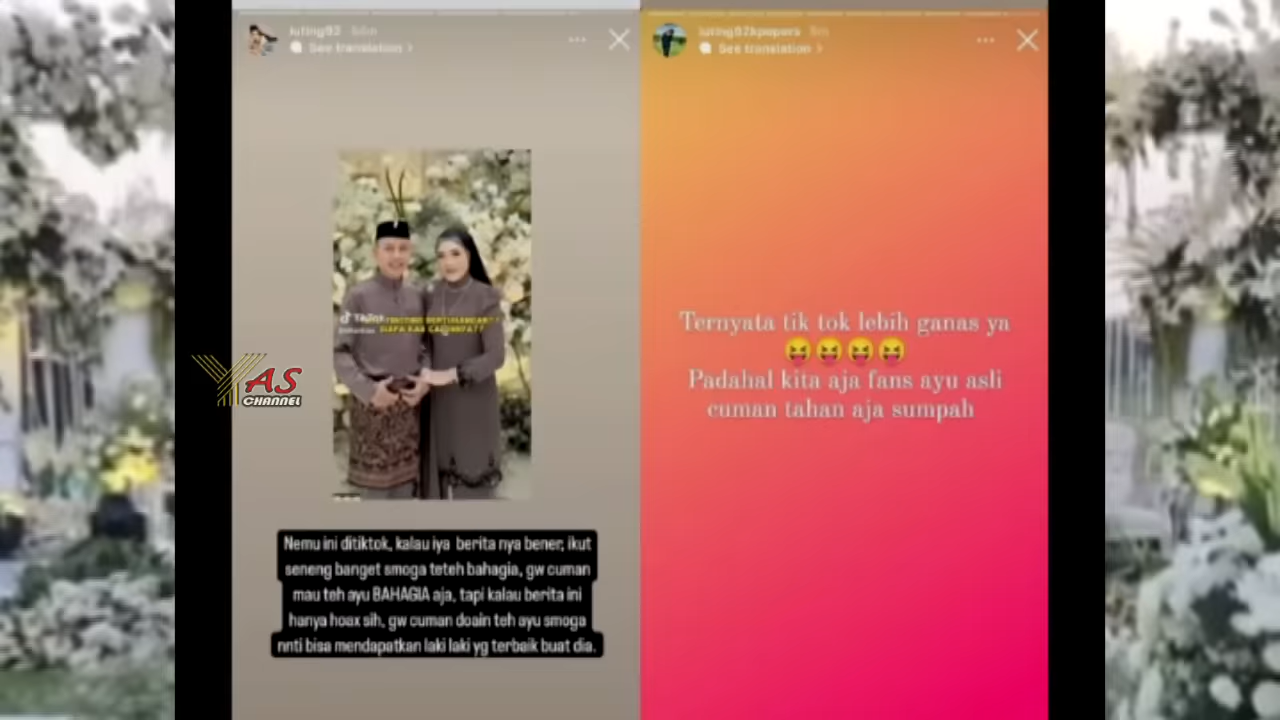 luting92
See translation >
Nemu ini ditiktok, kalau iya berita nya bener, ikut
seneng banget smoga teteh bahagia, gw cuman
mau teh ayu BAHAGIA aja, tapi kalau berita ini
hanya hoax sih, gw cuman doain teh ayu smoga
nnti bisa mendapatkan laki laki yg terbaik buat dia.
See translation >
Ternyata tik tok lebih ganas ya
😝😝😝😝
Padahal kita aja fans ayu asli
cuman tahan aja sumpah
YAS
CHANNEL